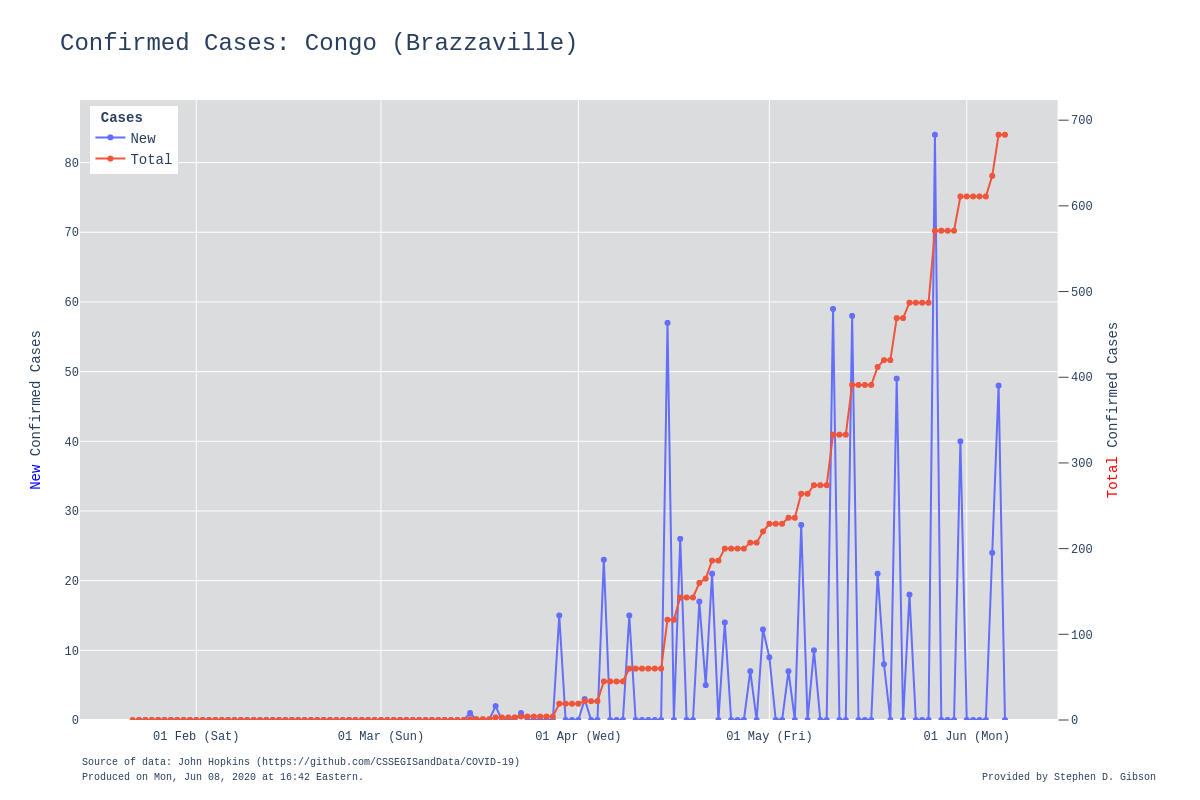 Confirmed Cases: Congo (Brazzaville)
Cases
New
Total
80
70
60
50
40
30
20
10
0
New Confirmed Cases
700
600
500
400
300
200
100
0
Total Confirmed Cases
01 Feb (Sat)
01 Mar (Sun)
01 Apr (Wed)
01 May (Fri)
01 Jun (Mon)
Source of data: John Hopkins (https://github.com/CSSEGISandData/COVID-19)
Produced on Mon, Jun 08, 2020 at 16:42 Eastern.
Provided by Stephen D. Gibson